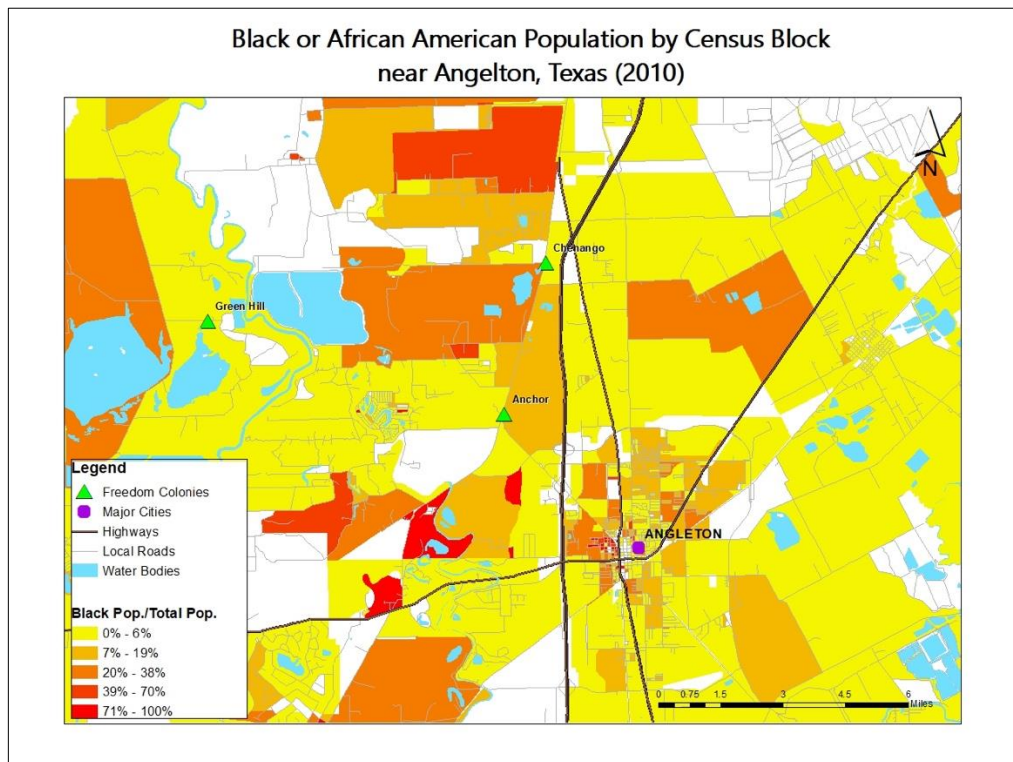 Black or African American Population by Census Block
near Angelton, Texas (2010)
N
Chenango
Green Hill
Anchor
ANGLETON
Legend
Freedom Colonies
Major Cities
Highways
Local Roads
Water Bodies
Black Pop./Total Pop.
0% - 6%
7% - 19%
20% - 38%
39% - 70%
71% - 100%
0 0.75 1.5 3 4.5 6
Miles